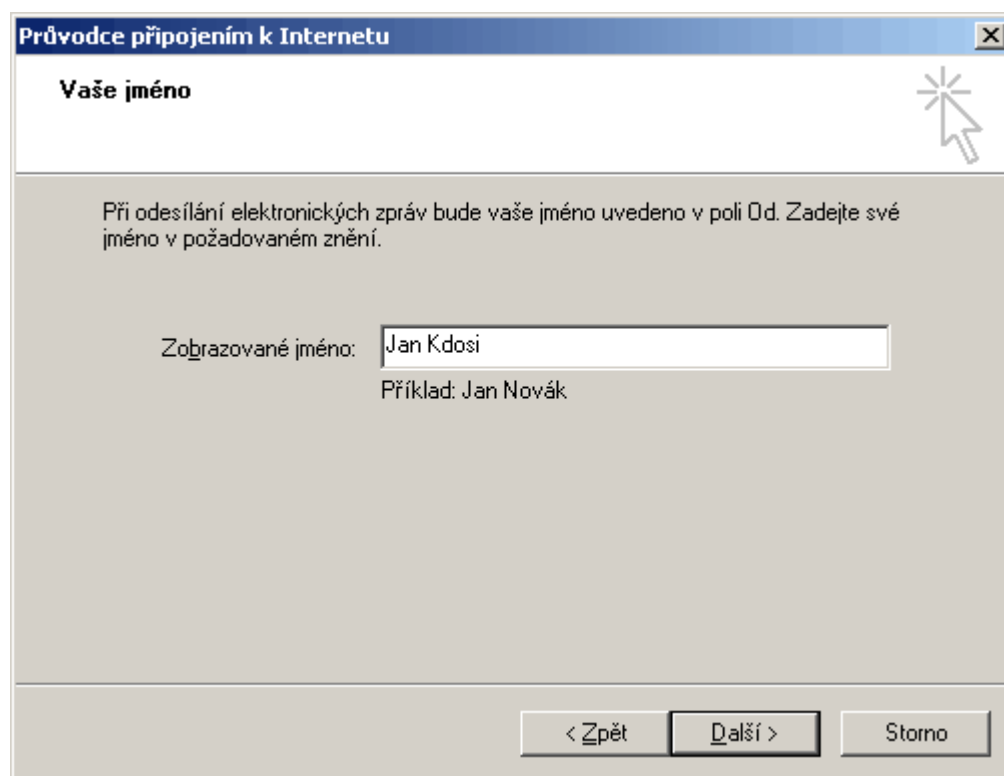 Průvodce připojením k Internetu
Vaše jméno
Při odesílání elektronických zpráv bude vaše jméno uvedeno v poli Od. Zadejte své
jméno v požadovaném znění.
Zobrazované jméno: Jan Kdosi
Příklad: Jan Novák
< Zpět Další > Storno